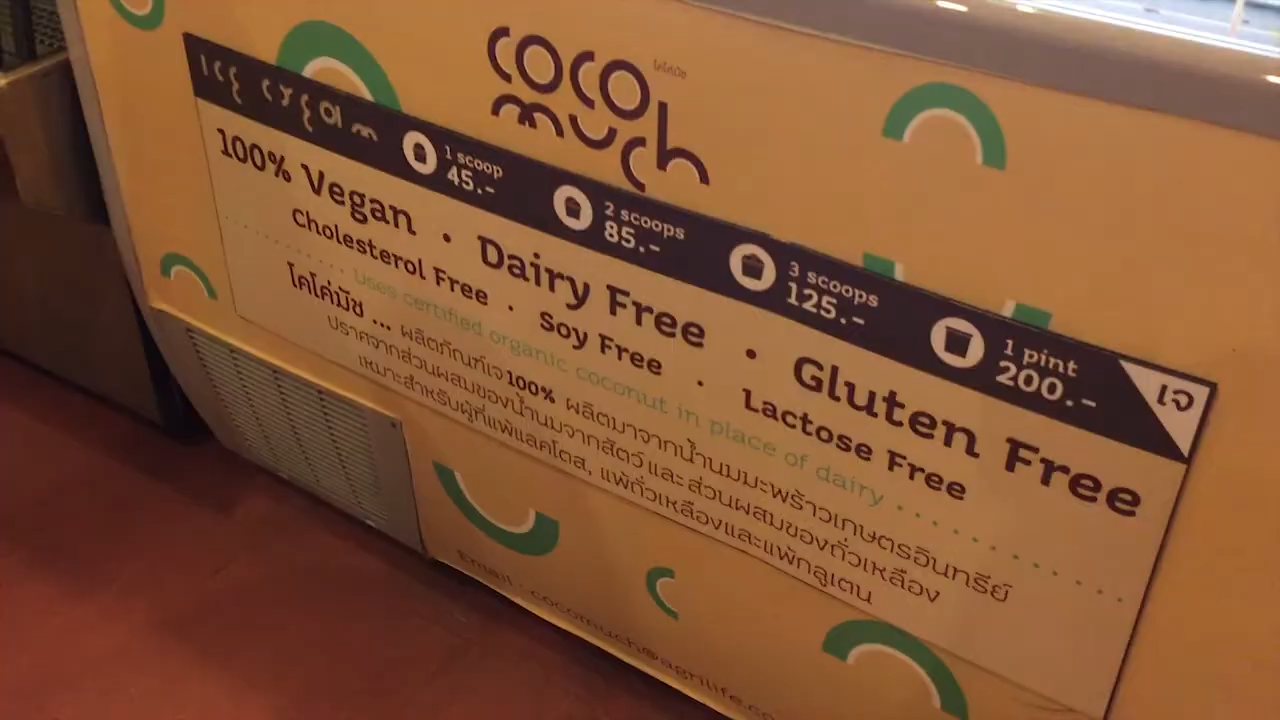 coco
much
โคโค่มัช
Ice cream
1 scoop
45.-
2 scoops
85.-
3 scoops
125.-
1 pint
200.-
เจ
100% Vegan • Dairy Free • Gluten Free
Cholesterol Free • Soy Free • Lactose Free
Uses certified organic coconut in place of dairy
โคโค่มัช ... ผลิตภัณฑ์เจ 100% ผลิตมาจากน้ำนมมะพร้าวเกษตรอินทรีย์
ปราศจากส่วนผสมของน้ำนมจากสัตว์ และส่วนผสมของถั่วเหลือง
เหมาะสำหรับผู้ที่แพ้แลคโตส, แพ้ถั่วเหลืองและแพ้กลูเตน
Email : cocomuch@agrilife.co